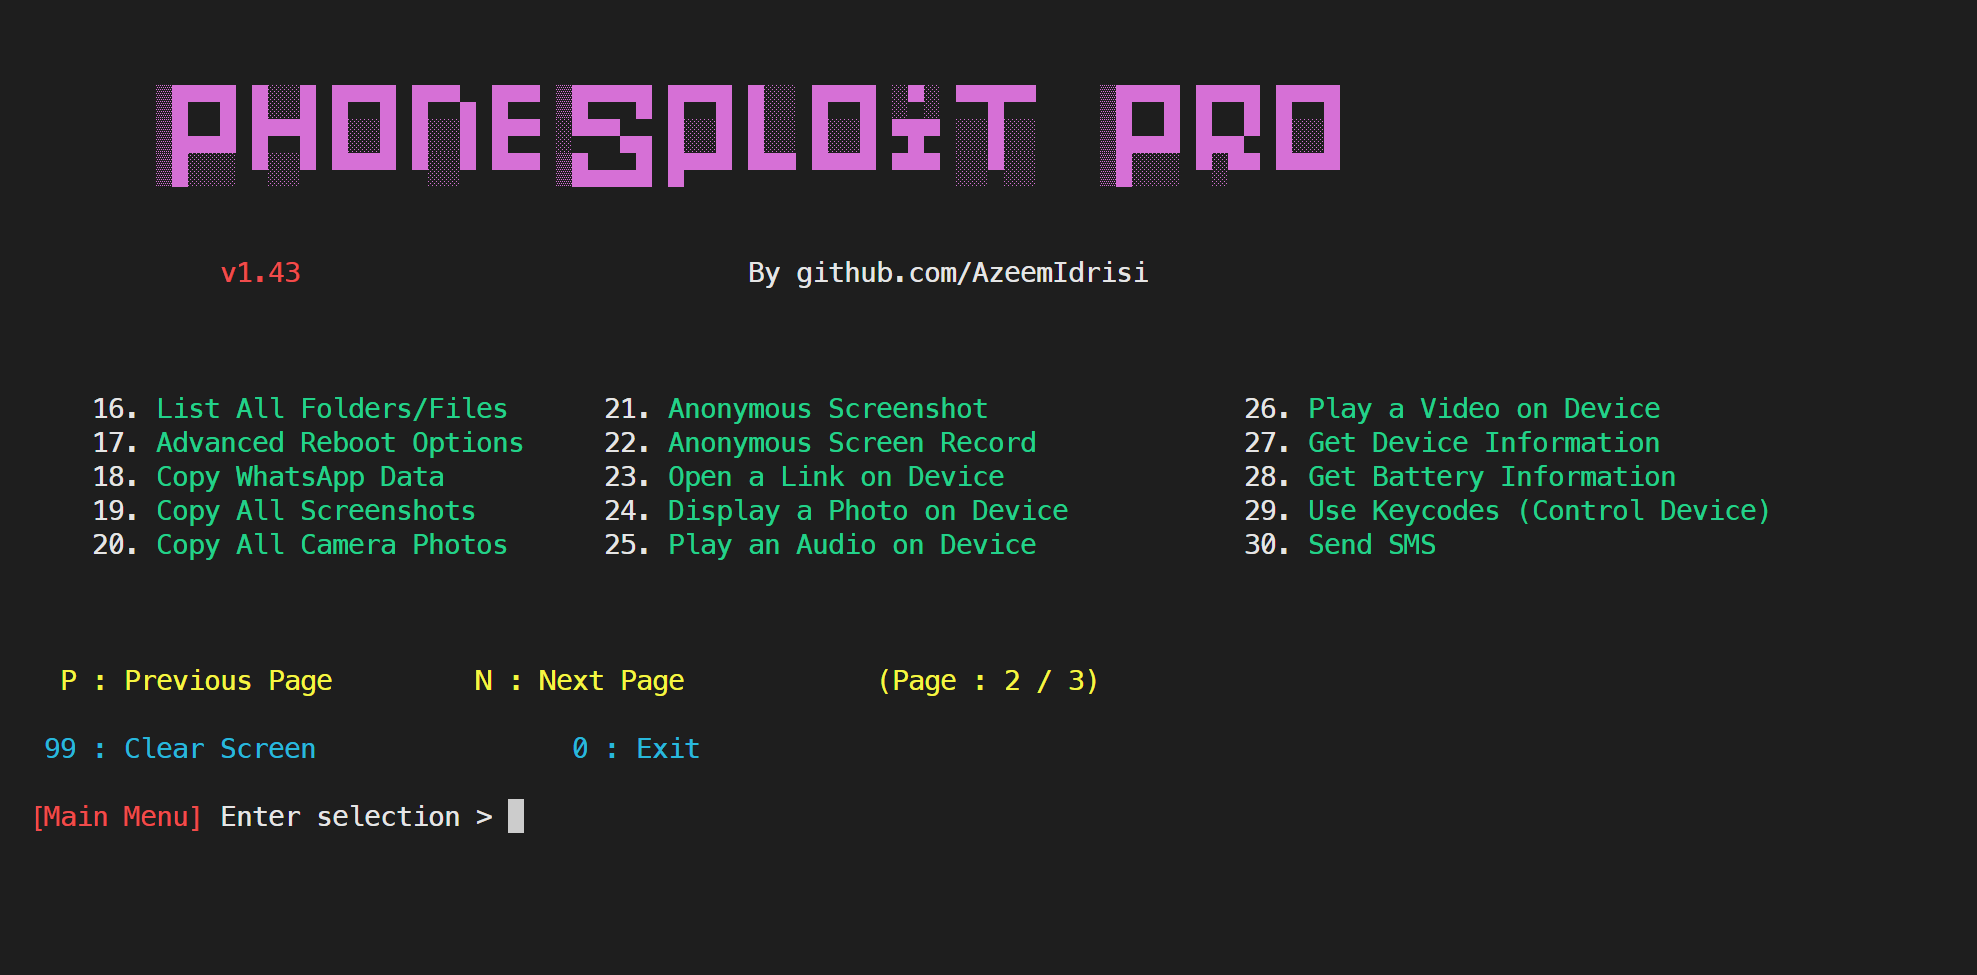 PHONESPLOIT PRO
v1.43 By github.com/AzeemIdrisi
16. List All Folders/Files 21. Anonymous Screenshot 26. Play a Video on Device
17. Advanced Reboot Options 22. Anonymous Screen Record 27. Get Device Information
18. Copy WhatsApp Data 23. Open a Link on Device 28. Get Battery Information
19. Copy All Screenshots 24. Display a Photo on Device 29. Use Keycodes (Control Device)
20. Copy All Camera Photos 25. Play an Audio on Device 30. Send SMS
P : Previous Page N : Next Page (Page : 2 / 3)
99 : Clear Screen 0 : Exit
[Main Menu] Enter selection >